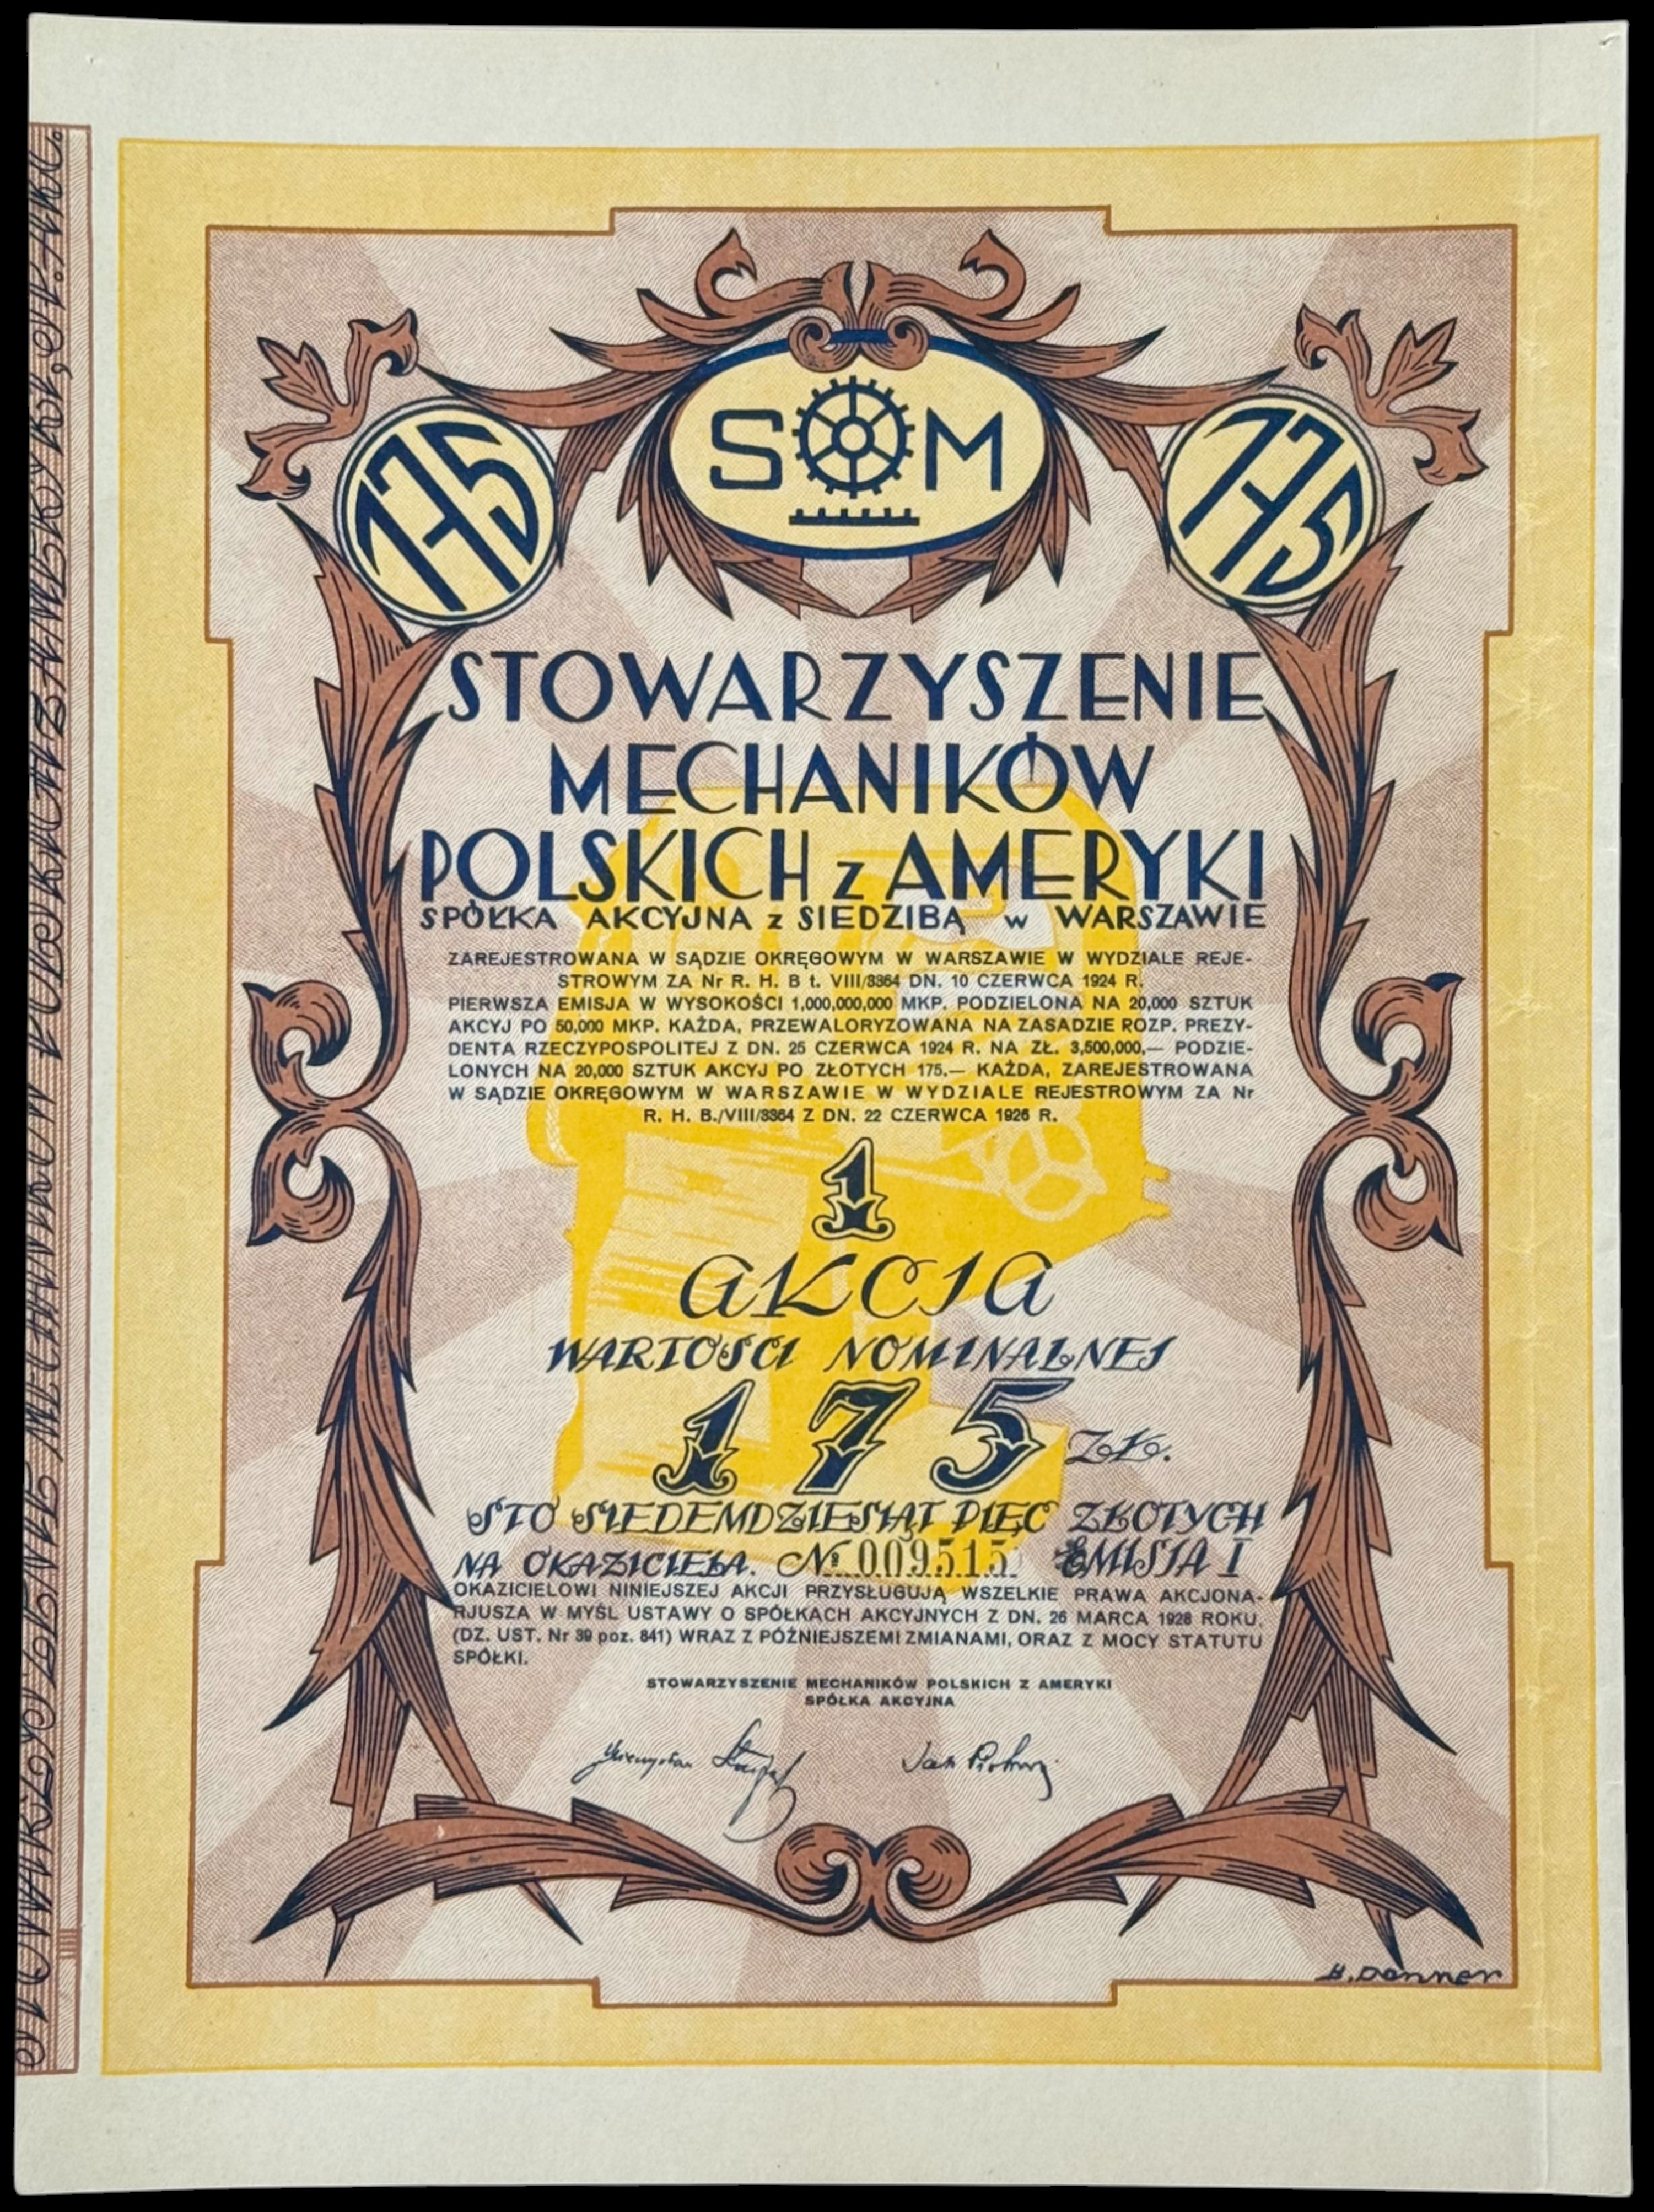 175
S M
175
STOWARZYSZENIE
MECHANIKÓW
POLSKICH z AMERYKI
SPÓŁKA AKCYJNA z SIEDZIBĄ w WARSZAWIE
ZAREJESTROWANA W SĄDZIE OKRĘGOWYM W WARSZAWIE W WYDZIALE REJE-
STROWYM ZA Nr R. H. B t. VIII/3364 DN. 10 CZERWCA 1924 R.
PIERWSZA EMISJA W WYSOKOŚCI 1,000,000,000 MKP. PODZIELONA NA 20,000 SZTUK
AKCYJ PO 50,000 MKP. KAŻDA, PRZEWALORYZOWANA NA ZASADZIE ROZP. PREZY-
DENTA RZECZYPOSPOLITEJ Z DN. 25 CZERWCA 1924 R. NA ZŁ. 3,500,000,— PODZIE-
LONYCH NA 20,000 SZTUK AKCYJ PO ZŁOTYCH 175.— KAŻDA, ZAREJESTROWANA
W SĄDZIE OKRĘGOWYM W WARSZAWIE W WYDZIALE REJESTROWYM ZA Nr
R. H. B./VIII/3364 Z DN. 22 CZERWCA 1926 R.
1
AKCJA
WARTOŚCI NOMINALNEJ
175 ZŁ.
STO SIEDEMDZIESIĄT PIĘĆ ZŁOTYCH
NA OKAZICIELA. № 009515 EMISJA I
OKAZICIELOWI NINIEJSZEJ AKCJI PRZYSŁUGUJĄ WSZELKIE PRAWA AKCJONA-
RJUSZA W MYŚL USTAWY O SPÓŁKACH AKCYJNYCH Z DN. 26 MARCA 1928 ROKU.
(DZ. UST. Nr 39 poz. 841) WRAZ Z PÓŹNIEJSZEMI ZMIANAMI, ORAZ Z MOCY STATUTU
SPÓŁKI.
STOWARZYSZENIE MECHANIKÓW POLSKICH Z AMERYKI
SPÓŁKA AKCYJNA
Jan Piotrowski
H. Donner